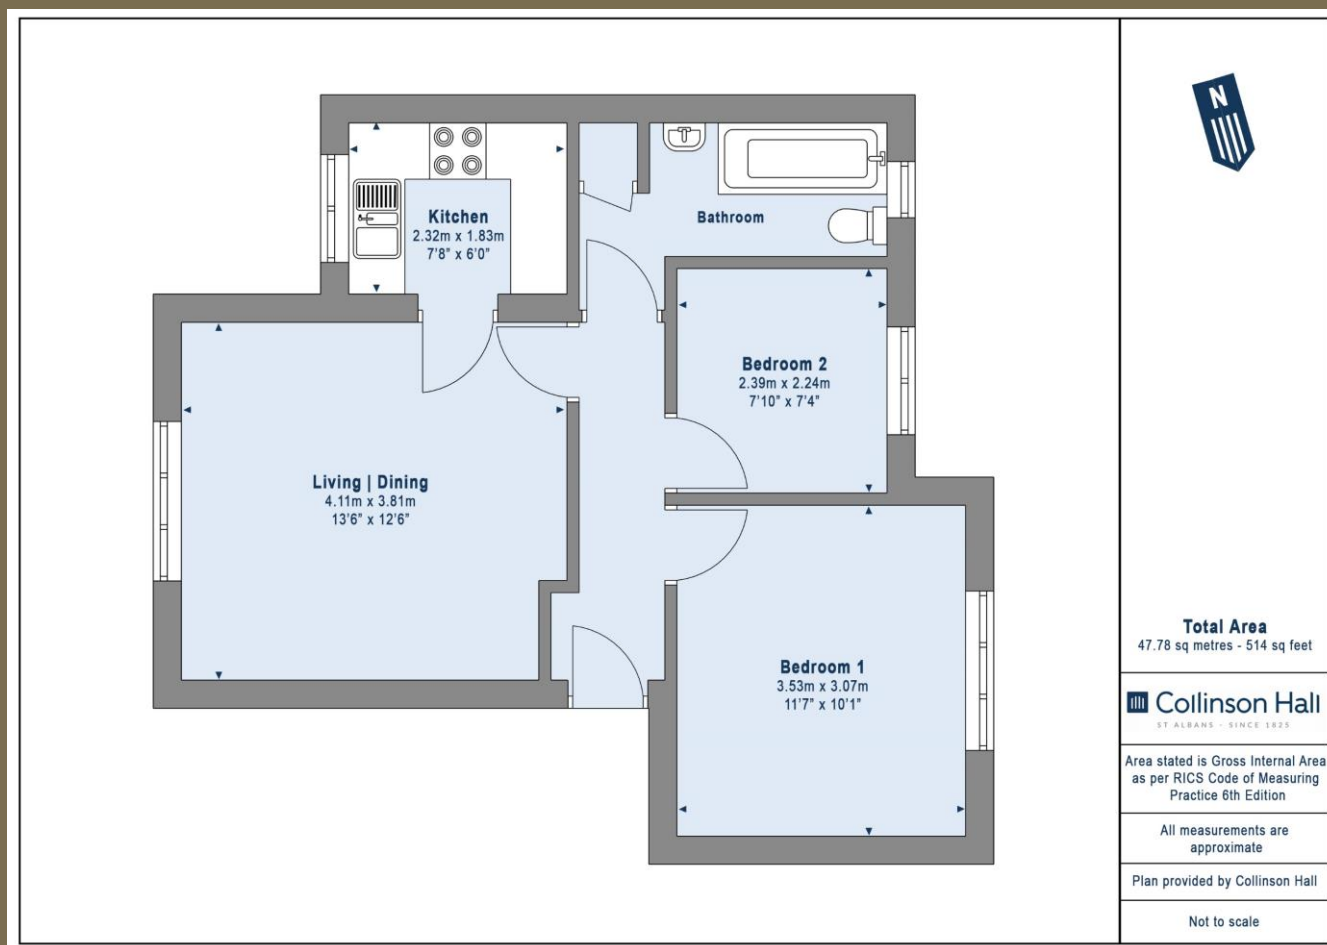 N
Kitchen
2.32m x 1.83m
7'8" x 6'0"
Bathroom
Bedroom 2
2.39m x 2.24m
7'10" x 7'4"
Living | Dining
4.11m x 3.81m
13'6" x 12'6"
Bedroom 1
3.53m x 3.07m
11'7" x 10'1"
Total Area
47.78 sq metres - 514 sq feet
Collinson Hall
ST ALBANS - SINCE 1825
Area stated is Gross Internal Area
as per RICS Code of Measuring
Practice 6th Edition
All measurements are
approximate
Plan provided by Collinson Hall
Not to scale